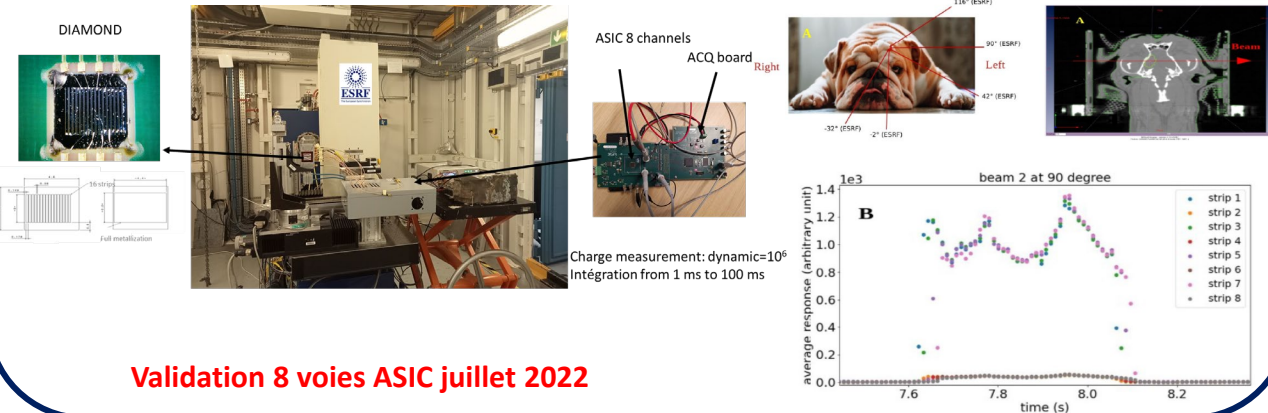 DIAMOND
16 strips
Full metallization
ESRF
ASIC 8 channels
ACQ board
Charge measurement: dynamic=10⁶
Intégration from 1 ms to 100 ms
Validation 8 voies ASIC juillet 2022
A
Right
Left
116° (ESRF)
90° (ESRF)
42° (ESRF)
-32° (ESRF)
-2° (ESRF)
A
Beam
beam 2 at 90 degree
1e3
B
average response (arbitrary unit)
1.4
1.2
1.0
0.8
0.6
0.4
0.2
0.0
7.6
7.8
8.0
8.2
time (s)
strip 1
strip 2
strip 3
strip 4
strip 5
strip 6
strip 7
strip 8